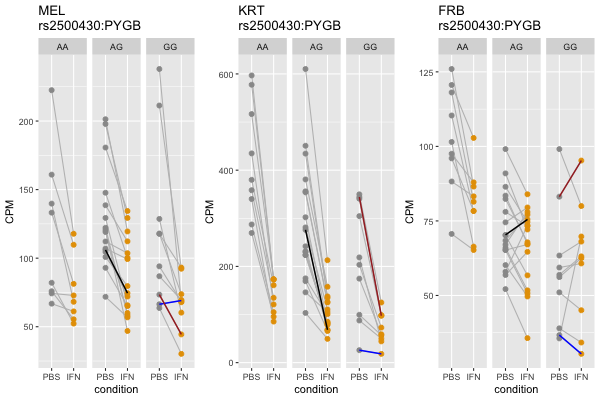 MEL
rs2500430:PYGB
AA AG GG
CPM
200
150
100
50
PBS IFN PBS IFN PBS IFN
condition
KRT
rs2500430:PYGB
AA AG GG
CPM
600
400
200
0
PBS IFN PBS IFN PBS IFN
condition
FRB
rs2500430:PYGB
AA AG GG
CPM
125
100
75
50
PBS IFN PBS IFN PBS IFN
condition